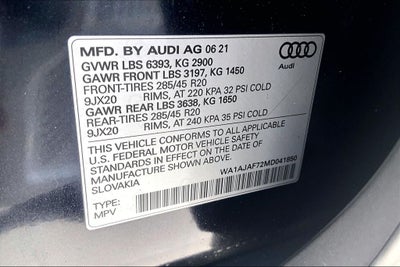 MFD. BY AUDI AG 06 21
GVWR LBS 6393, KG 2900
GAWR FRONT LBS 3197, KG 1450
FRONT-TIRES 285/45 R20
9JX20 RIMS, AT 220 KPA 32 PSI COLD
GAWR REAR LBS 3638, KG 1650
REAR-TIRES 285/45 R20
9JX20 RIMS, AT 240 KPA 35 PSI COLD
THIS VEHICLE CONFORMS TO ALL APPLICABLE
U.S. FEDERAL MOTOR VEHICLE SAFETY
STANDARDS IN EFFECT ON THE DATE OF
MANUFACTURE SHOWN ABOVE.
SLOVAKIA WA1AJAF72MD041850
TYPE:
MPV
Audi